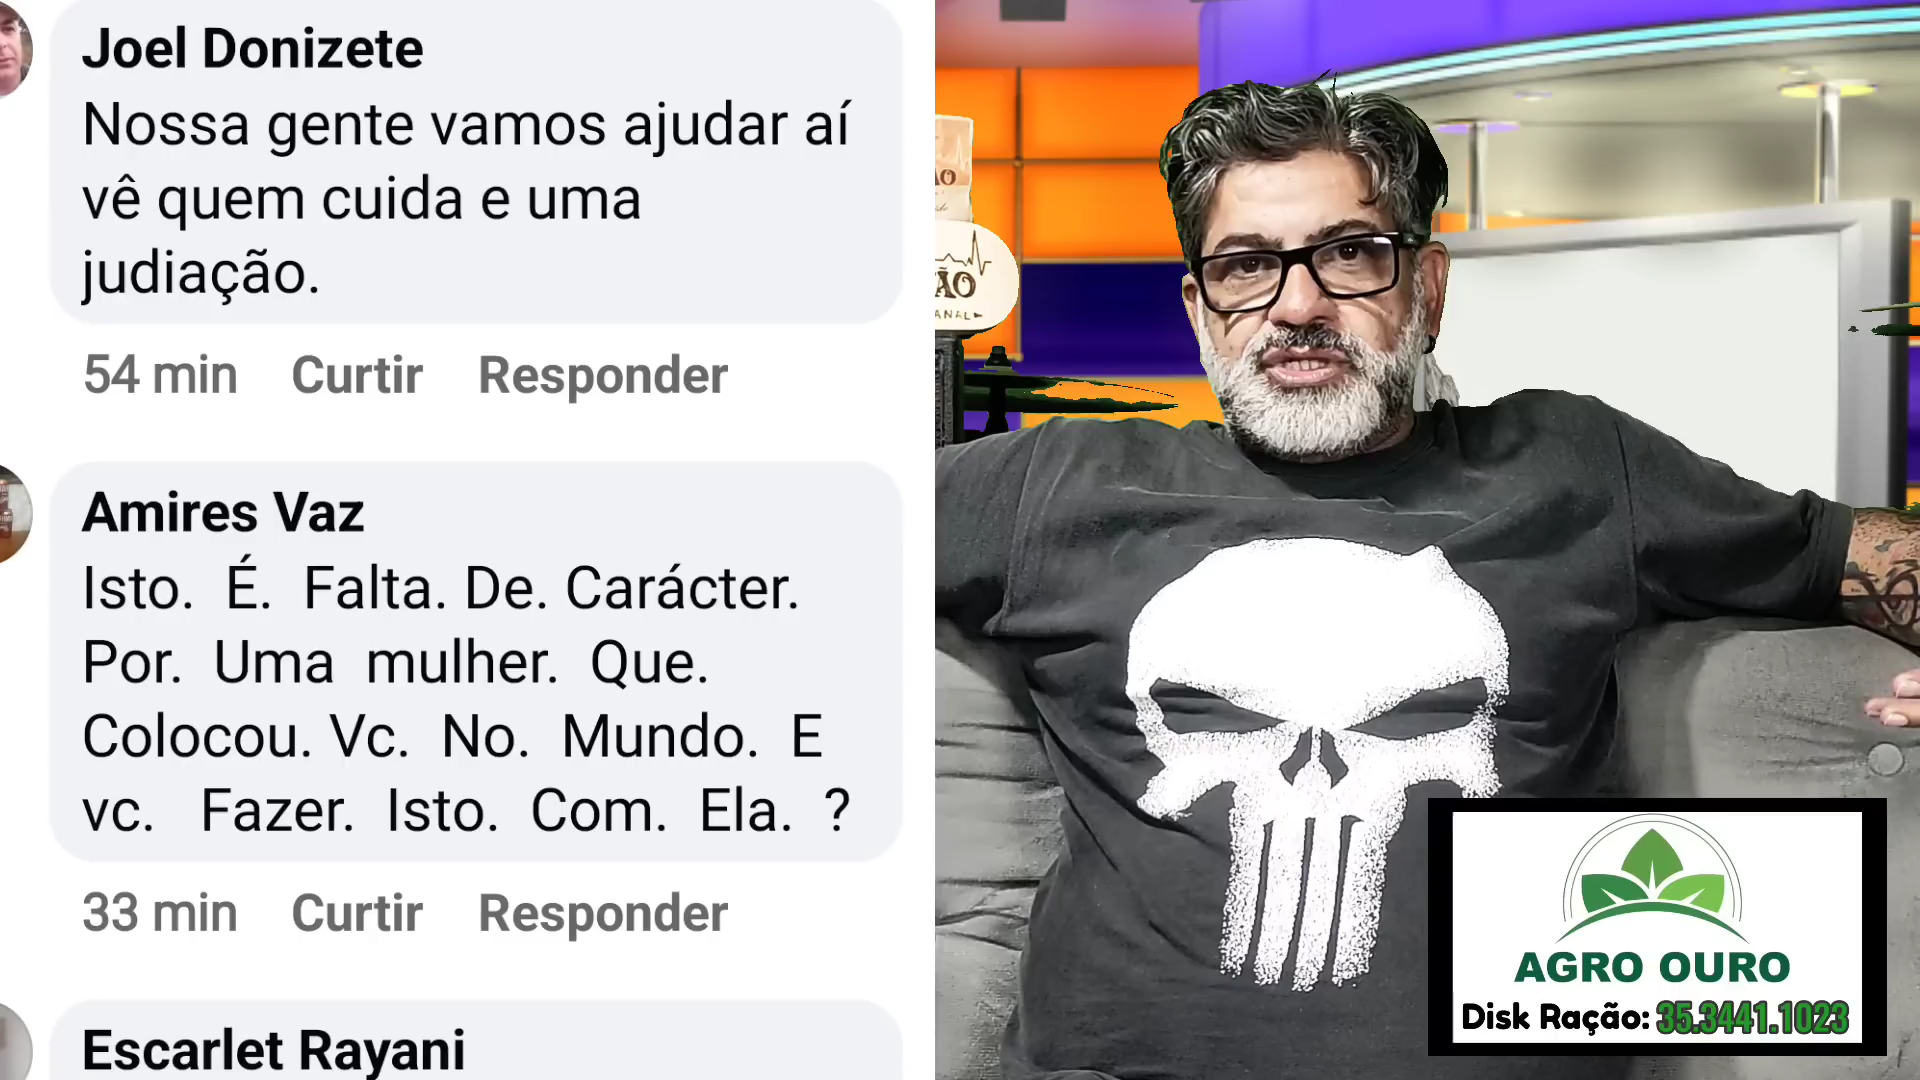 Joel Donizete
Nossa gente vamos ajudar aí
vê quem cuida e uma
judiação.
54 min Curtir Responder
Amires Vaz
Isto. É. Falta. De. Carácter.
Por. Uma mulher. Que.
Colocou. Vc. No. Mundo. E
vc. Fazer. Isto. Com. Ela. ?
33 min Curtir Responder
Escarlet Rayani
ÃO
AGRO OURO
Disk Ração: 35.3441.1023